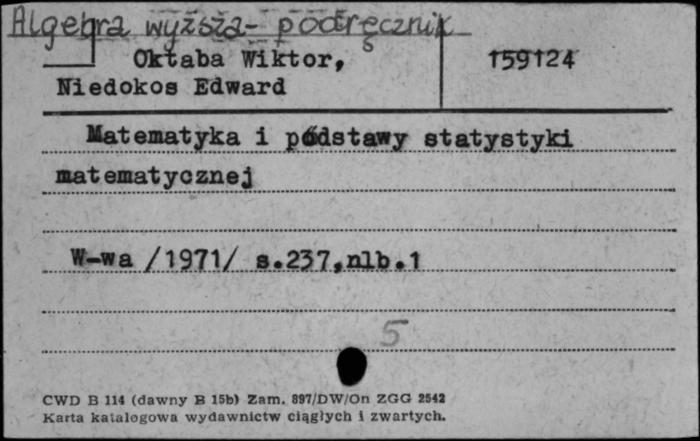 Algebra wyższa - podręcznik
Oktaba Wiktor, 159124
Niedokos Edward
Matematyka i podstawy statystyki
matematycznej
W-wa /1971/ s.237,nlb.1
5
CWD B 114 (dawny B 15b) Zam. 897/DW/On ZGG 2542
Karta katalogowa wydawnictw ciągłych i zwartych.